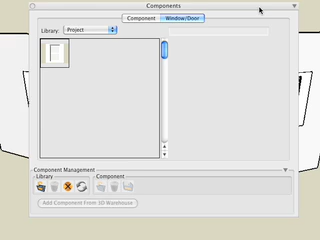 Components
Component Window/Door
Library: Project
Component Management
Library Component
Add Component From 3D Warehouse